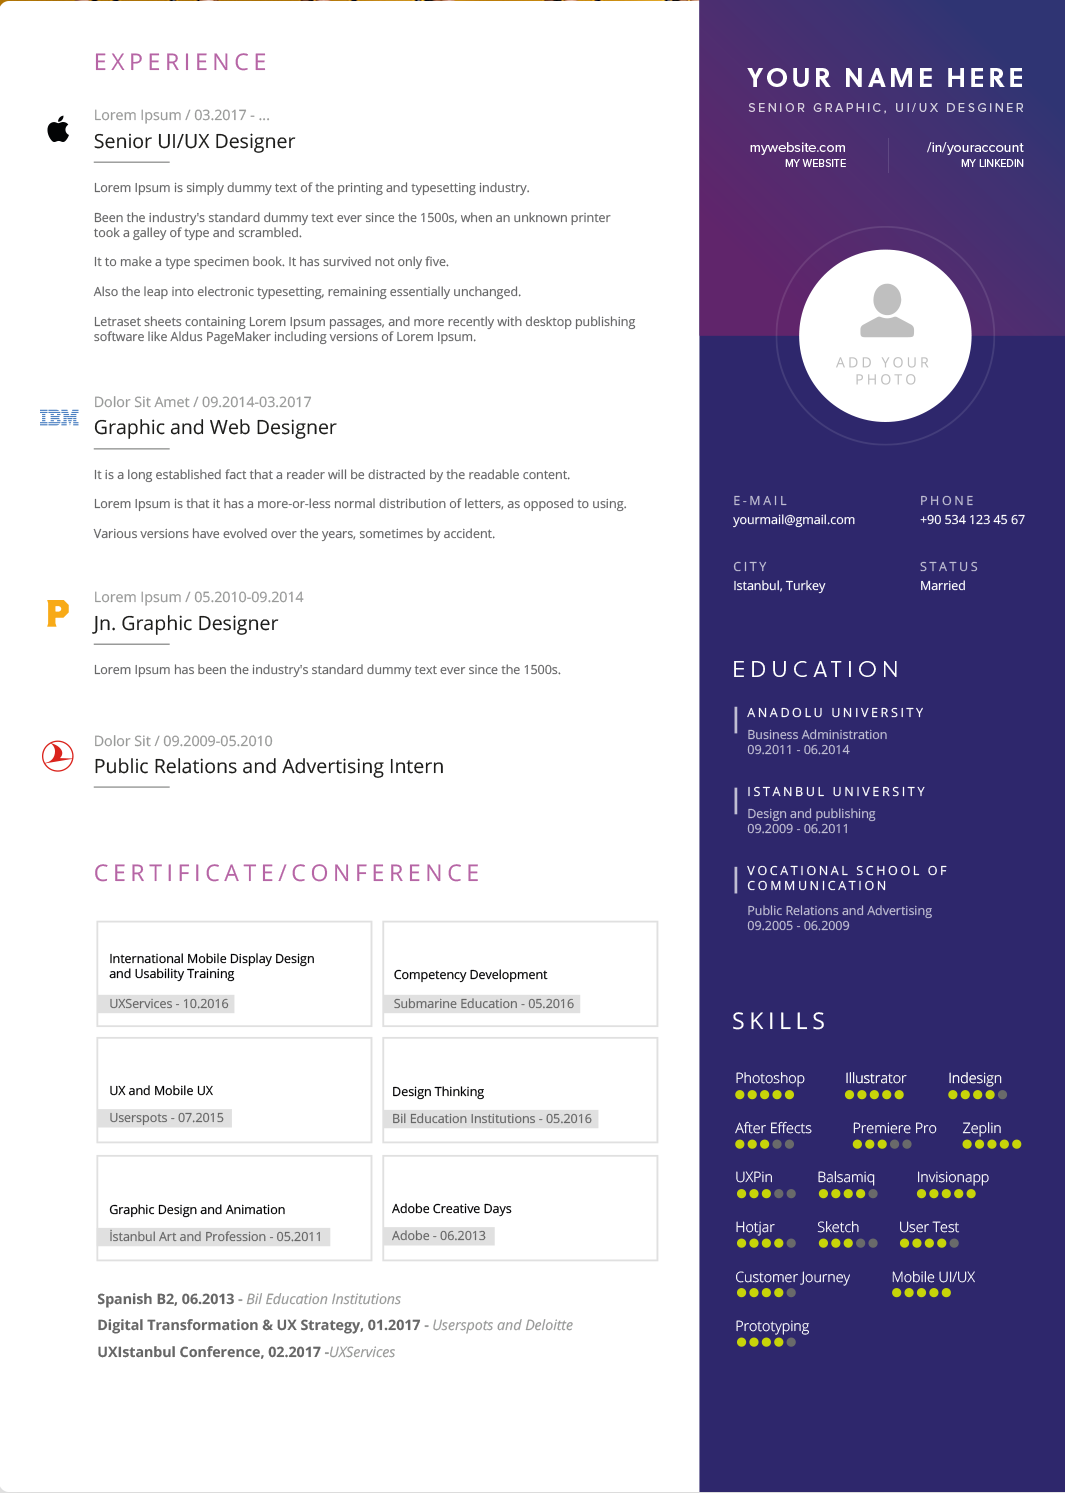 EXPERIENCE
Lorem Ipsum / 03.2017 - ...
Senior UI/UX Designer
Lorem Ipsum is simply dummy text of the printing and typesetting industry.
Been the industry's standard dummy text ever since the 1500s, when an unknown printer
took a galley of type and scrambled.
It to make a type specimen book. It has survived not only five.
Also the leap into electronic typesetting, remaining essentially unchanged.
Letraset sheets containing Lorem Ipsum passages, and more recently with desktop publishing
software like Aldus PageMaker including versions of Lorem Ipsum.
IBM
Dolor Sit Amet / 09.2014-03.2017
Graphic and Web Designer
It is a long established fact that a reader will be distracted by the readable content.
Lorem Ipsum is that it has a more-or-less normal distribution of letters, as opposed to using.
Various versions have evolved over the years, sometimes by accident.
P
Lorem Ipsum / 05.2010-09.2014
Jn. Graphic Designer
Lorem Ipsum has been the industry's standard dummy text ever since the 1500s.
Dolor Sit / 09.2009-05.2010
Public Relations and Advertising Intern
CERTIFICATE/CONFERENCE
International Mobile Display Design
and Usability Training
UXServices - 10.2016
Competency Development
Submarine Education - 05.2016
UX and Mobile UX
Userspots - 07.2015
Design Thinking
Bil Education Institutions - 05.2016
Graphic Design and Animation
İstanbul Art and Profession - 05.2011
Adobe Creative Days
Adobe - 06.2013
Spanish B2, 06.2013 - Bil Education Institutions
Digital Transformation & UX Strategy, 01.2017 - Userspots and Deloitte
UXIstanbul Conference, 02.2017 -UXServices
YOUR NAME HERE
SENIOR GRAPHIC, UI/UX DESGINER
mywebsite.com
MY WEBSITE
/in/youraccount
MY LINKEDIN
ADD YOUR
PHOTO
E-MAIL
yourmail@gmail.com
PHONE
+90 534 123 45 67
CITY
Istanbul, Turkey
STATUS
Married
EDUCATION
ANADOLU UNIVERSITY
Business Administration
09.2011 - 06.2014
ISTANBUL UNIVERSITY
Design and publishing
09.2009 - 06.2011
VOCATIONAL SCHOOL OF
COMMUNICATION
Public Relations and Advertising
09.2005 - 06.2009
SKILLS
Photoshop
Illustrator
Indesign
After Effects
Premiere Pro
Zeplin
UXPin
Balsamiq
Invisionapp
Hotjar
Sketch
User Test
Customer Journey
Mobile UI/UX
Prototyping